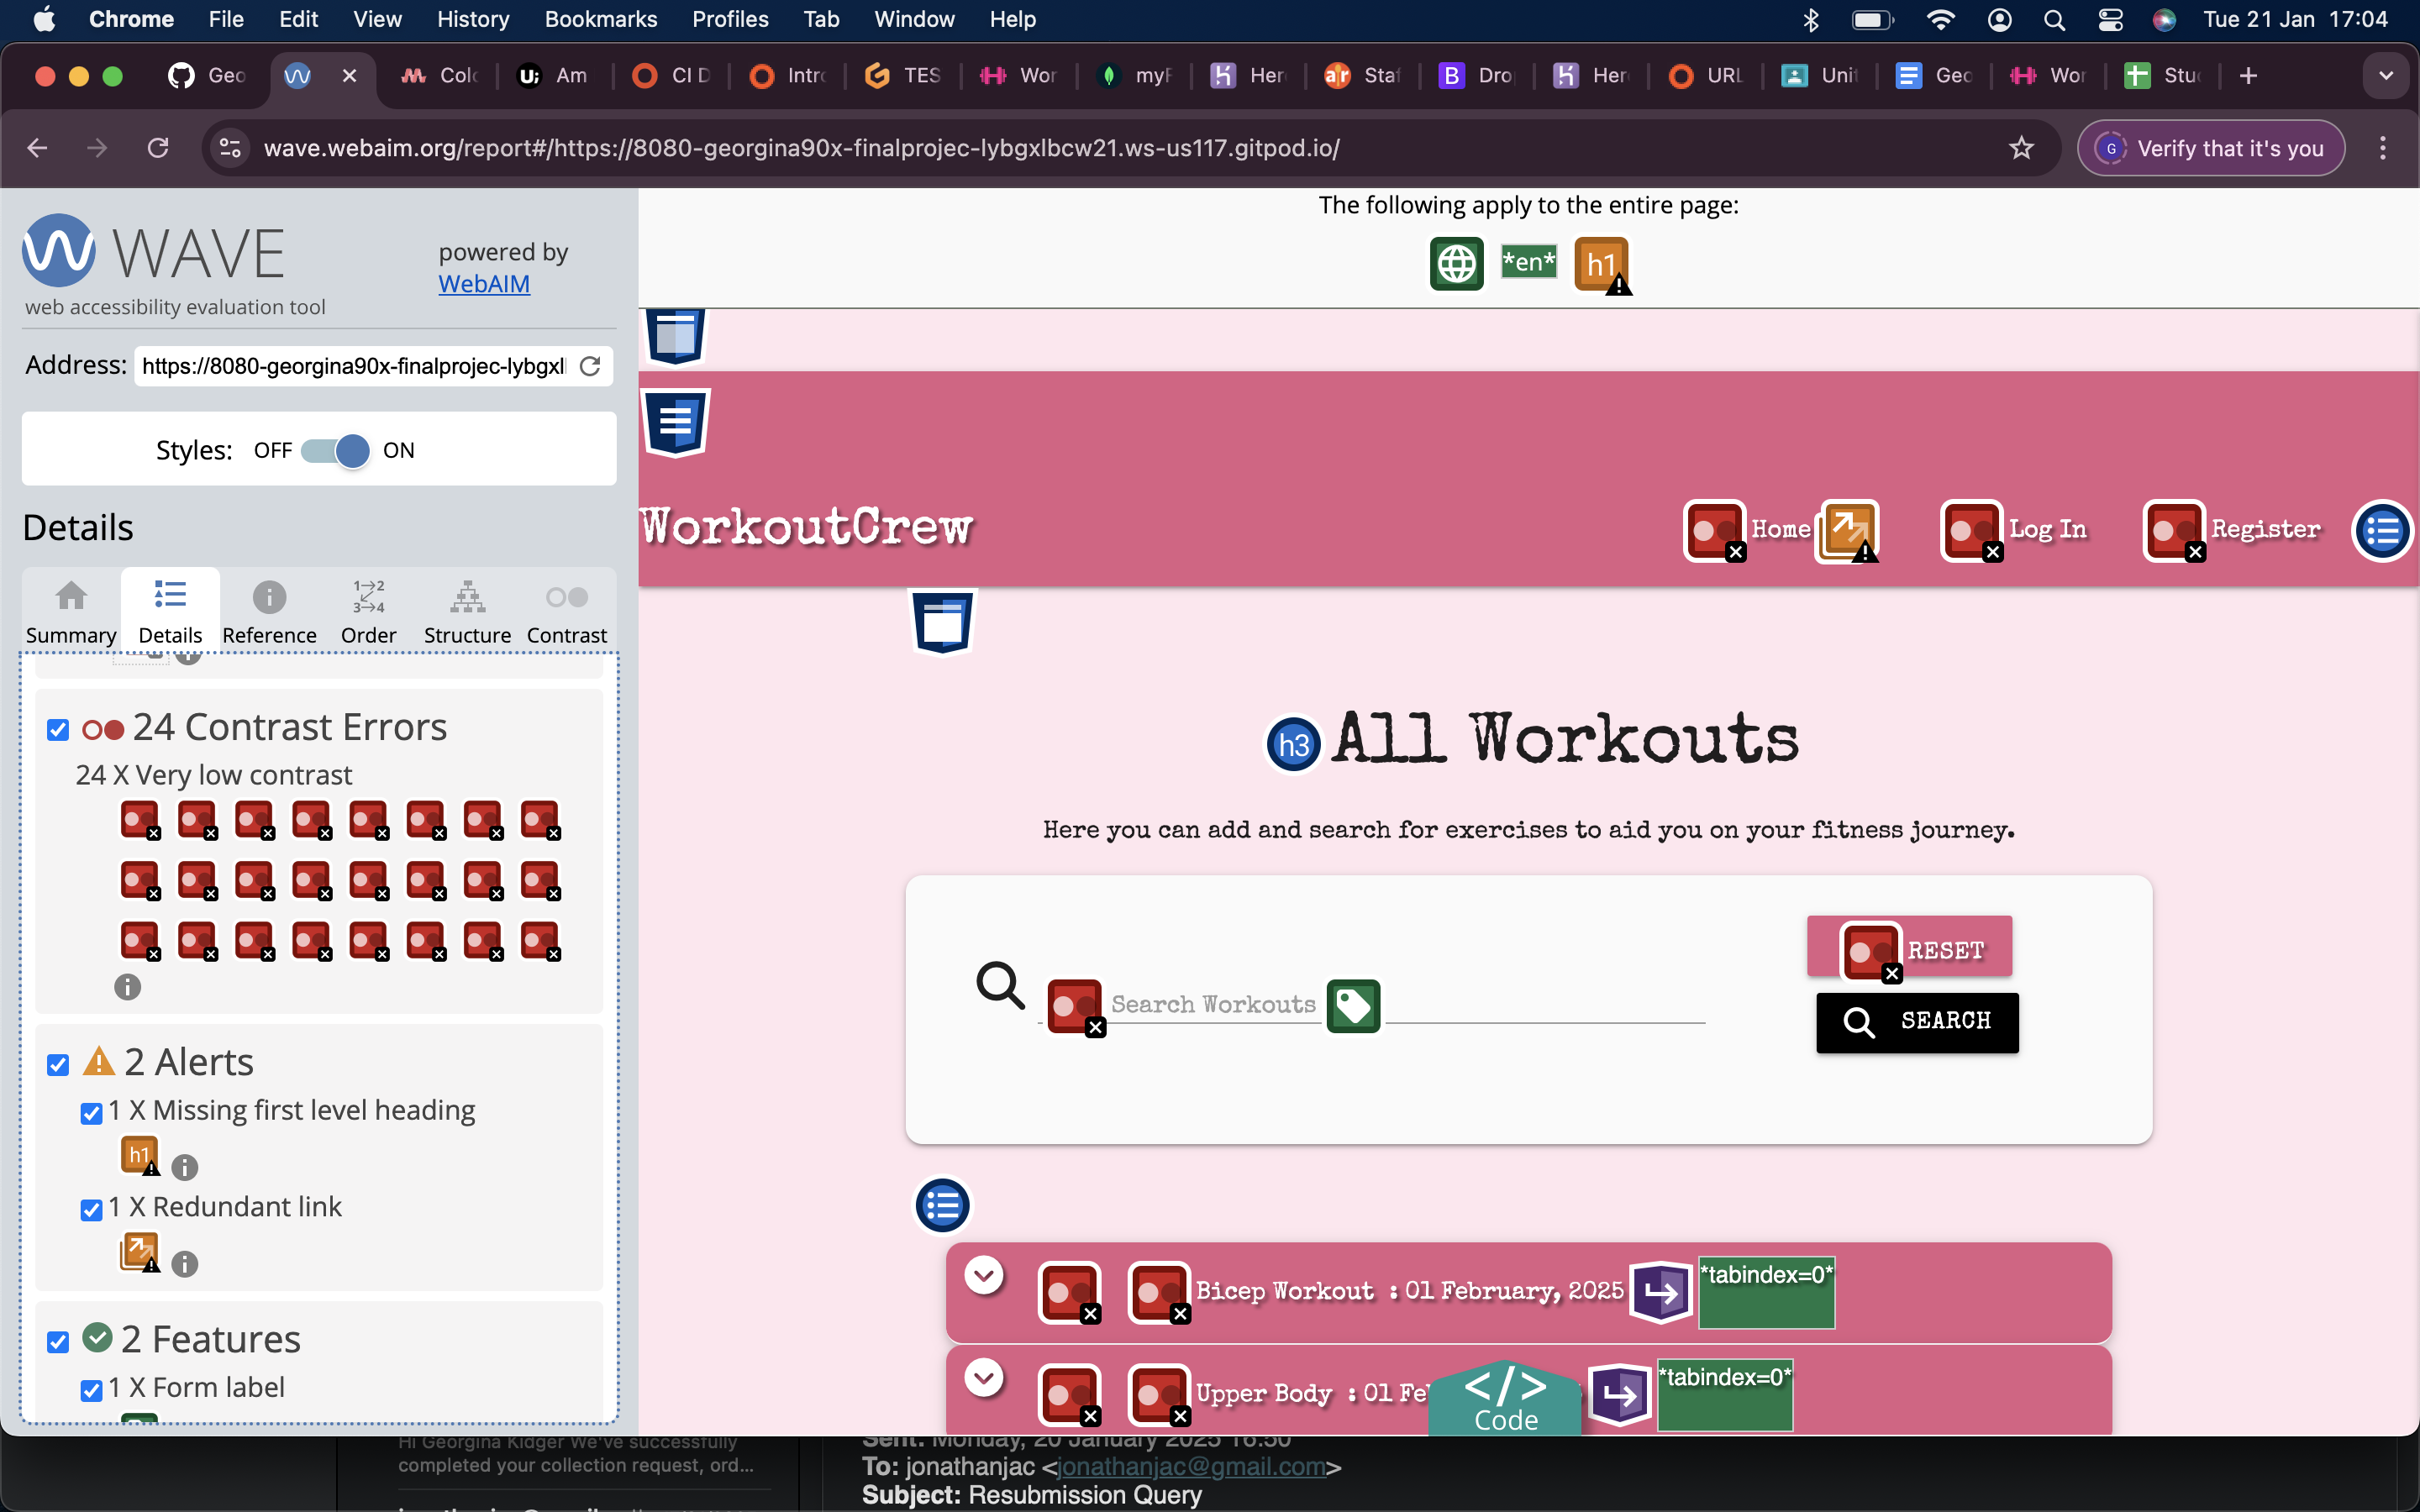 Chrome File Edit View History Bookmarks Profiles Tab Window Help Tue 21 Jan 17:04
Geo Colo Am CI D Intro TES Wor myF Her Staf Dro Her URL Unit Geo Wor Stu
wave.webaim.org/report#/https://8080-georgina90x-finalprojec-lybgxlbcw21.ws-us117.gitpod.io/ G Verify that it's you
WAVE
powered by
WebAIM
web accessibility evaluation tool
Address: https://8080-georgina90x-finalprojec-lybgxl
Styles: OFF ON
Details
Summary Details Reference Order Structure Contrast
24 Contrast Errors
24 X Very low contrast
2 Alerts
1 X Missing first level heading
h1
1 X Redundant link
2 Features
1 X Form label
The following apply to the entire page:
*en* h1
WorkoutCrew
Home Log In Register
h3 All Workouts
Here you can add and search for exercises to aid you on your fitness journey.
Search Workouts
RESET
SEARCH
Bicep Workout : 01 February, 2025 *tabindex=0*
Upper Body : 01 Fe *tabindex=0*
</>
Code
Hi Georgina Kidger We've successfully
completed your collection request, ord...
Sent: Monday, 20 January 2025 16:50
To: jonathanjac <jonathanjac@gmail.com>
Subject: Resubmission Query